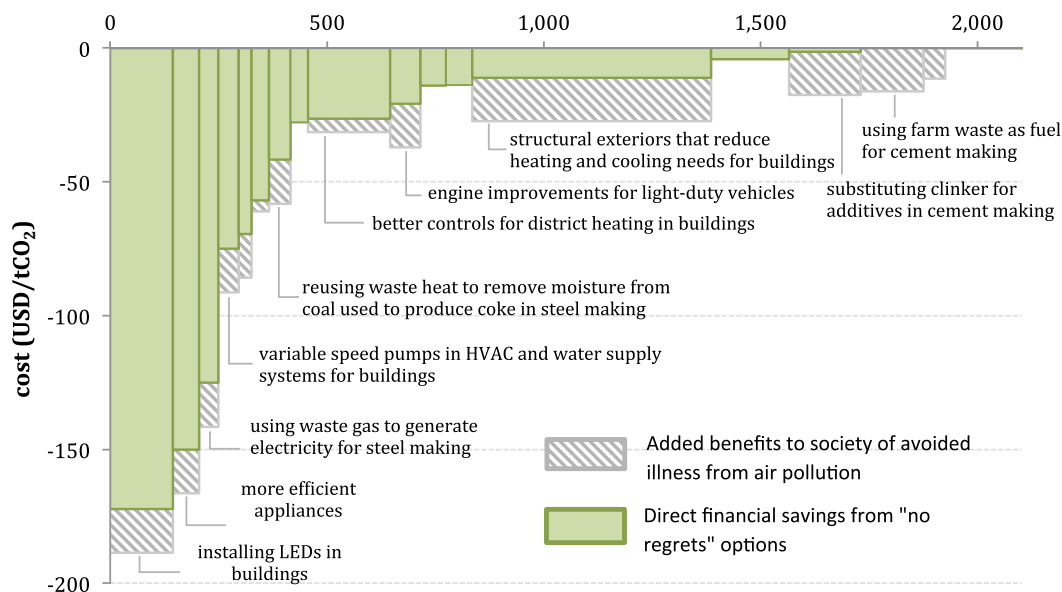 0
500
1,000
1,500
2,000
0
-50
-100
-150
-200
cost (USD/tCO₂)
structural exteriors that reduce
heating and cooling needs for buildings
using farm waste as fuel
for cement making
substituting clinker for
additives in cement making
engine improvements for light-duty vehicles
better controls for district heating in buildings
reusing waste heat to remove moisture from
coal used to produce coke in steel making
variable speed pumps in HVAC and water supply
systems for buildings
using waste gas to generate
electricity for steel making
more efficient
appliances
installing LEDs in
buildings
Added benefits to society of avoided
illness from air pollution
Direct financial savings from "no
regrets" options